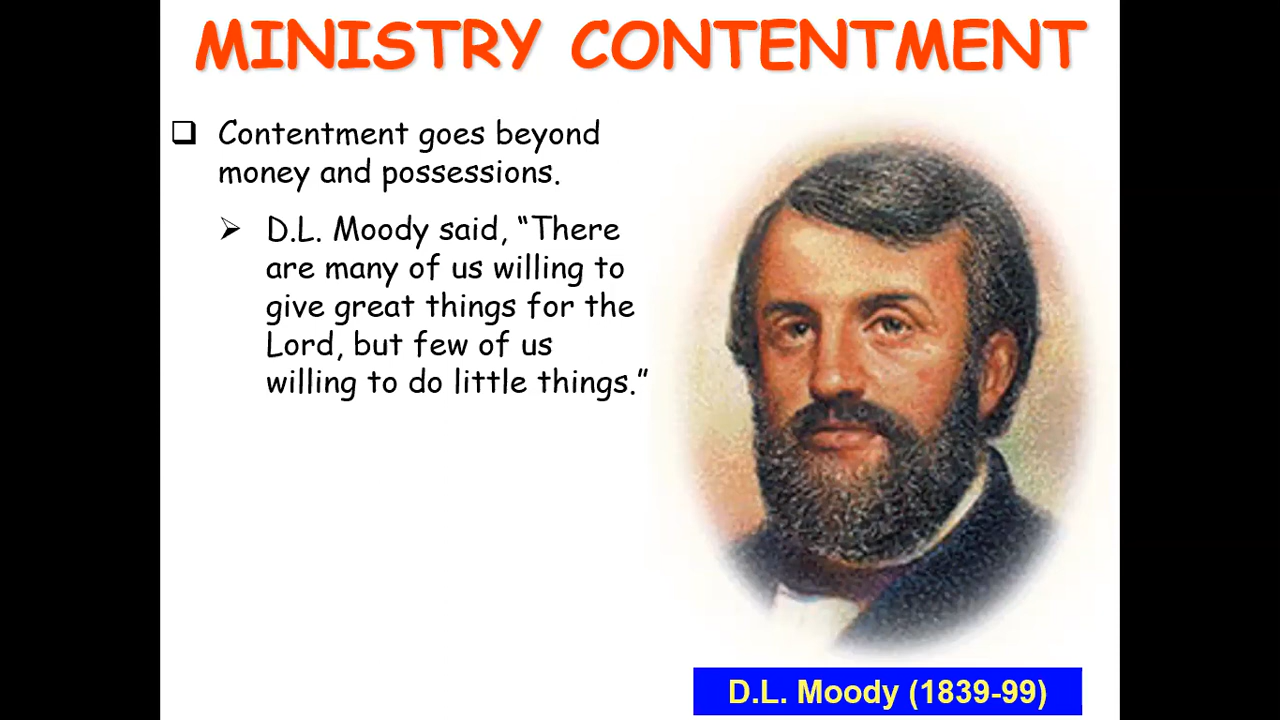 MINISTRY CONTENTMENT
Contentment goes beyond
money and possessions.
D.L. Moody said, “There
are many of us willing to
give great things for the
Lord, but few of us
willing to do little things.”
D.L. Moody (1839-99)